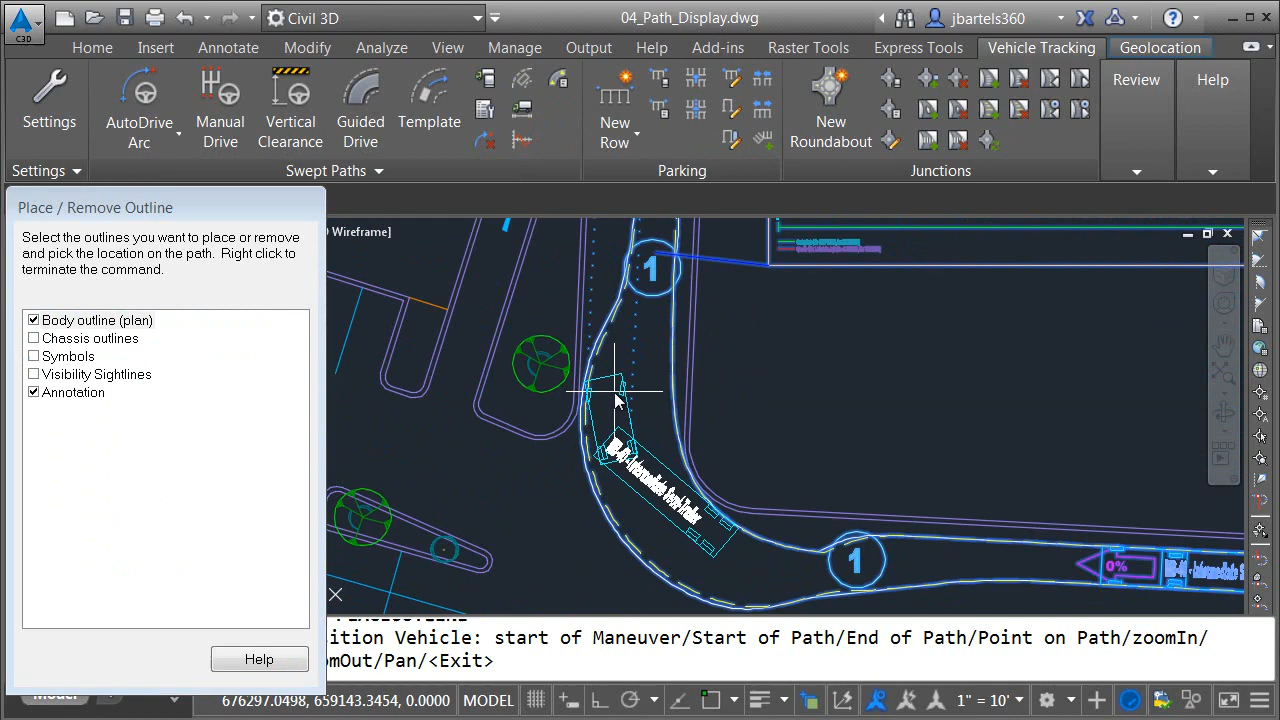 Civil 3D
04_Path_Display.dwg
jbartels360
C3D
Home Insert Annotate Modify Analyze View Manage Output Help Add-ins Raster Tools Express Tools Vehicle Tracking Geolocation
Settings
AutoDrive Arc
Manual Drive
Vertical Clearance
Guided Drive
Template
New Row
New Roundabout
Review
Help
Settings Swept Paths Parking Junctions
Place / Remove Outline
Select the outlines you want to place or remove
and pick points on the path. Right click to
terminate the command.
Body outline (plan)
Chassis outlines
Symbols
Visibility Sightlines
Annotation
Help
Wireframe]
1
1
0%
ition Vehicle: start of Maneuver/Start of Path/End of Path/Point on Path/zoomIn/
omOut/Pan/<Exit>
Model
676297.0498, 659143.3454, 0.0000 MODEL
1" = 10'